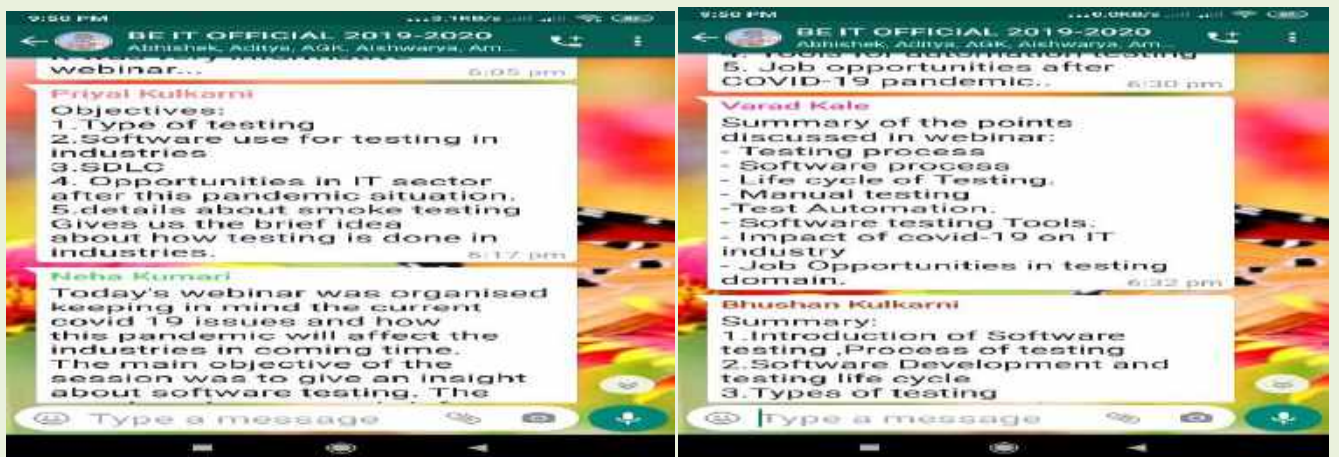 9:50 PM
BE IT OFFICIAL 2019-2020
Abhishek, Aditya, AGK, Aishwarya, Am...
webinar... 6:05 pm
Priyal Kulkarni
Objectives:
1.Type of testing
2.Software use for testing in
industries
3.SDLC
4. Opportunities in IT sector
after this pandemic situation.
5.details about smoke testing
Gives us the brief idea
about how testing is done in
industries. 6:17 pm
Neha Kumari
Today's webinar was organised
keeping in mind the current
covid 19 issues and how
this pandemic will affect the
industries in coming time.
The main objective of the
session was to give an insight
about software testing. The
Type a message
9:50 PM
BE IT OFFICIAL 2019-2020
Abhishek, Aditya, AGK, Aishwarya, Am...
5. Job opportunities after
COVID-19 pandemic.. 6:30 pm
Varad Kale
Summary of the points
discussed in webinar:
- Testing process
- Software process
- Life cycle of Testing.
- Manual testing
-Test Automation.
- Software testing Tools.
- Impact of covid-19 on IT
industry
- Job Opportunities in testing
domain. 6:32 pm
Bhushan Kulkarni
Summary:
1.Introduction of Software
testing ,Process of testing
2.Software Development and
testing life cycle
3.Types of testing
Type a message